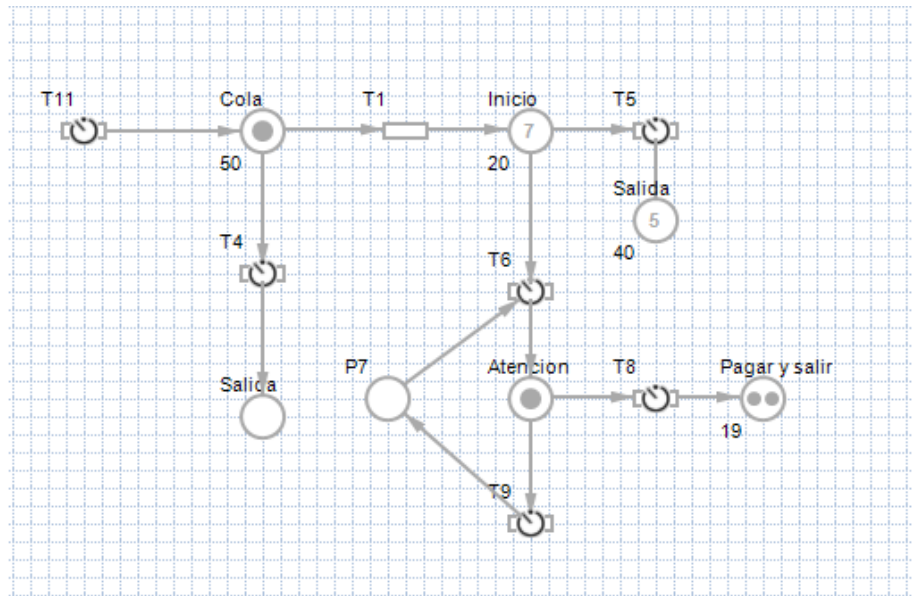 T11 Cola T1 Inicio T5
7
50 20
Salida
5
T4 40
T6
P7 Atencion T8 Pagar y salir
Salida
19
T9